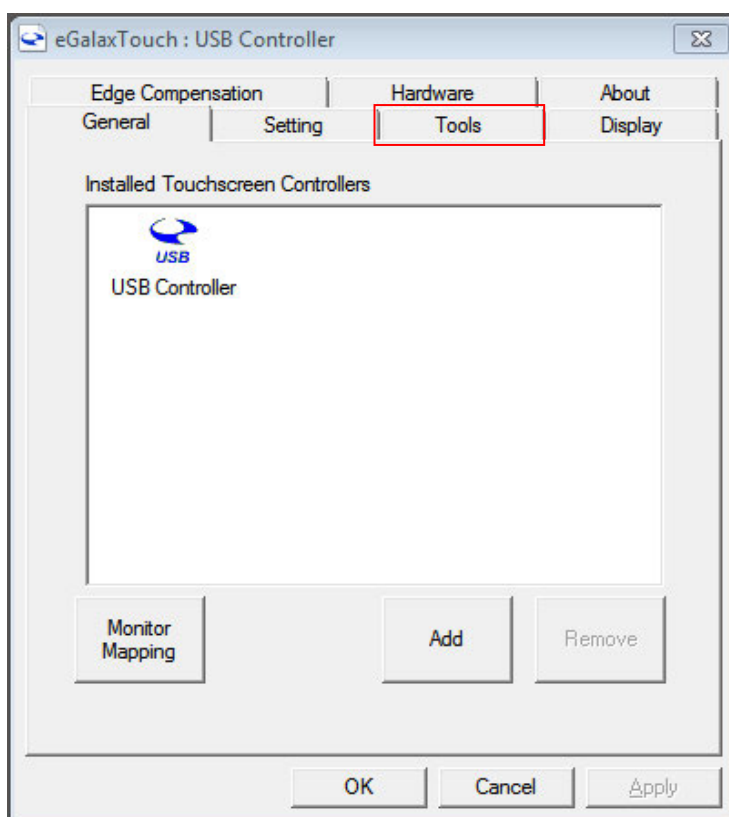 eGalaxTouch : USB Controller
Edge Compensation Hardware About
General Setting Tools Display
Installed Touchscreen Controllers
USB
USB Controller
Monitor
Mapping
Add
Remove
OK Cancel Apply